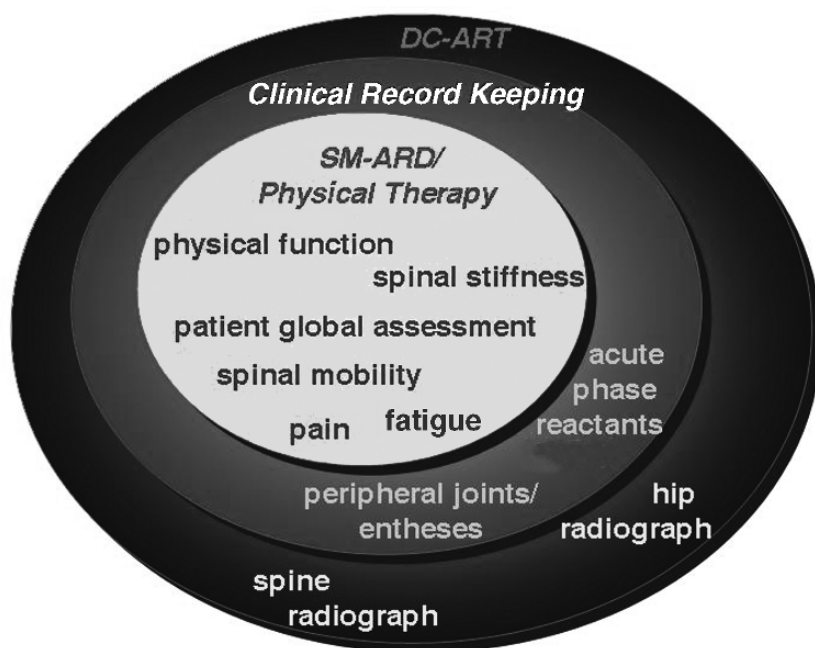 DC-ART
Clinical Record Keeping
SM-ARD/
Physical Therapy
physical function
spinal stiffness
patient global assessment
spinal mobility
pain
fatigue
acute
phase
reactants
peripheral joints/
entheses
hip
radiograph
spine
radiograph